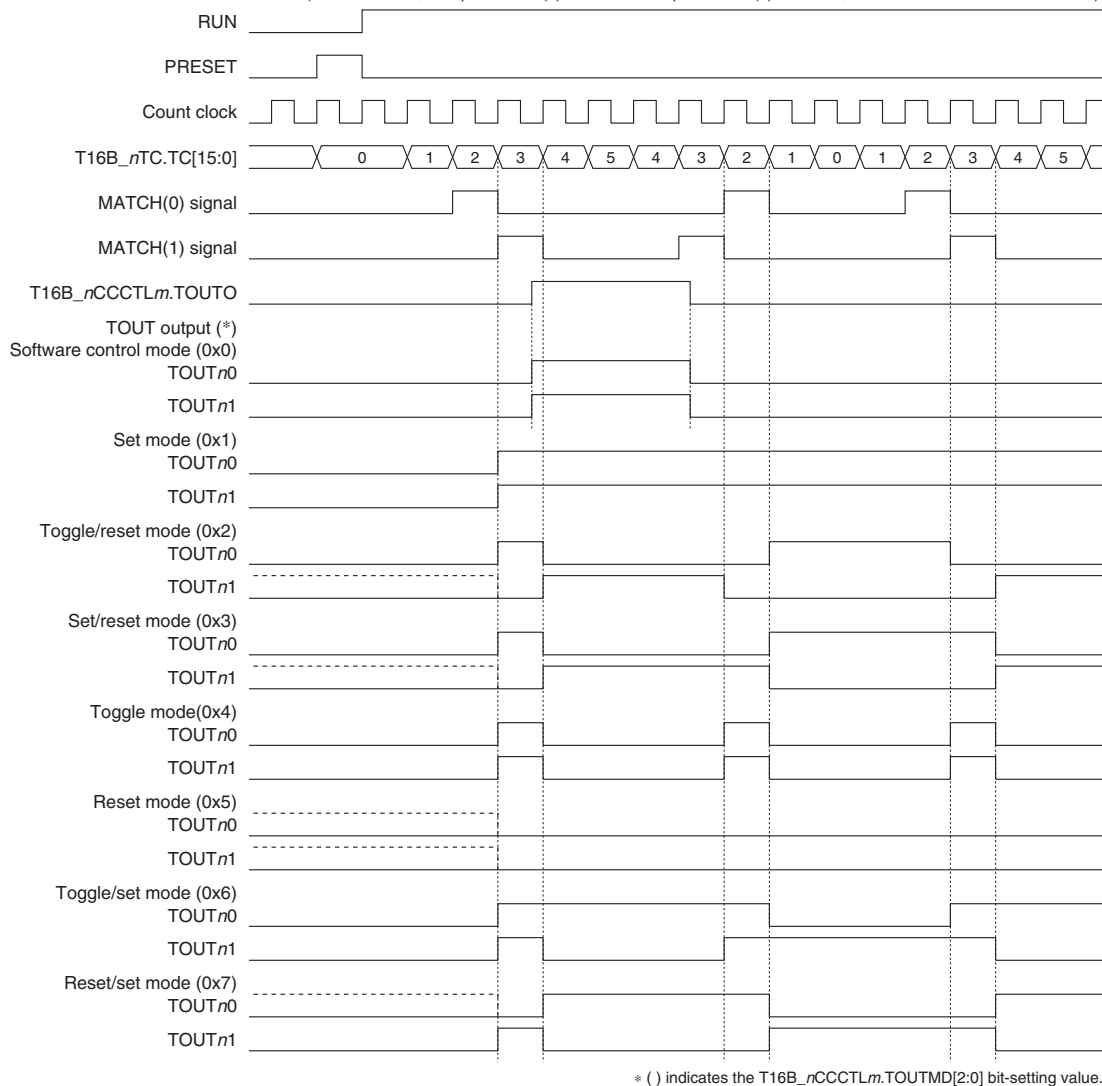 RUN
PRESET
Count clock
T16B_nTC.TC[15:0] 0 1 2 3 4 5 4 3 2 1 0 1 2 3 4 5
MATCH(0) signal
MATCH(1) signal
T16B_nCCCTLm.TOUTO
TOUT output (*)
Software control mode (0x0)
TOUTn0
TOUTn1
Set mode (0x1)
TOUTn0
TOUTn1
Toggle/reset mode (0x2)
TOUTn0
TOUTn1
Set/reset mode (0x3)
TOUTn0
TOUTn1
Toggle mode(0x4)
TOUTn0
TOUTn1
Reset mode (0x5)
TOUTn0
TOUTn1
Toggle/set mode (0x6)
TOUTn0
TOUTn1
Reset/set mode (0x7)
TOUTn0
TOUTn1
* ( ) indicates the T16B_nCCCTLm.TOUTMD[2:0] bit-setting value.